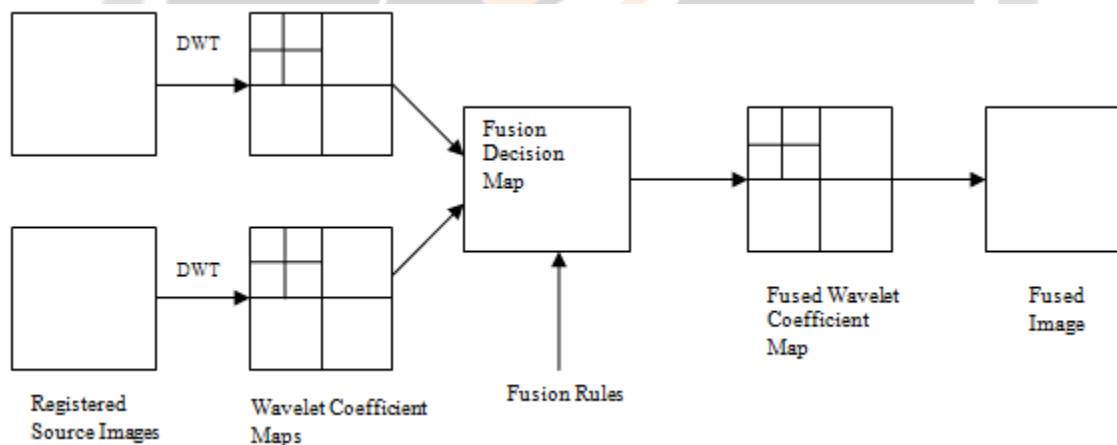 DWT
Fusion
Decision
Map
DWT
Fused Wavelet
Coefficient
Map
Fused
Image
Fusion Rules
Registered
Source Images
Wavelet Coefficient
Maps